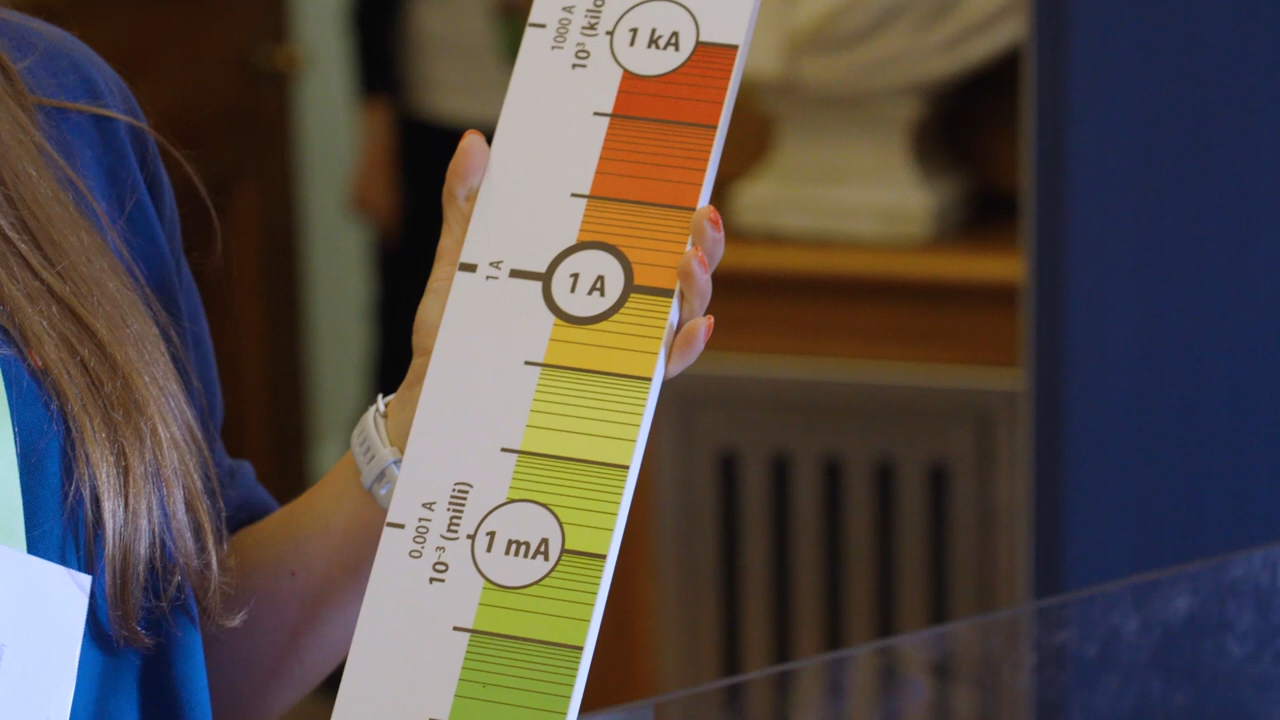 1000 A
10³ (kilo
1 kA
1 A
1 A
0.001 A
10⁻³ (milli)
1 mA